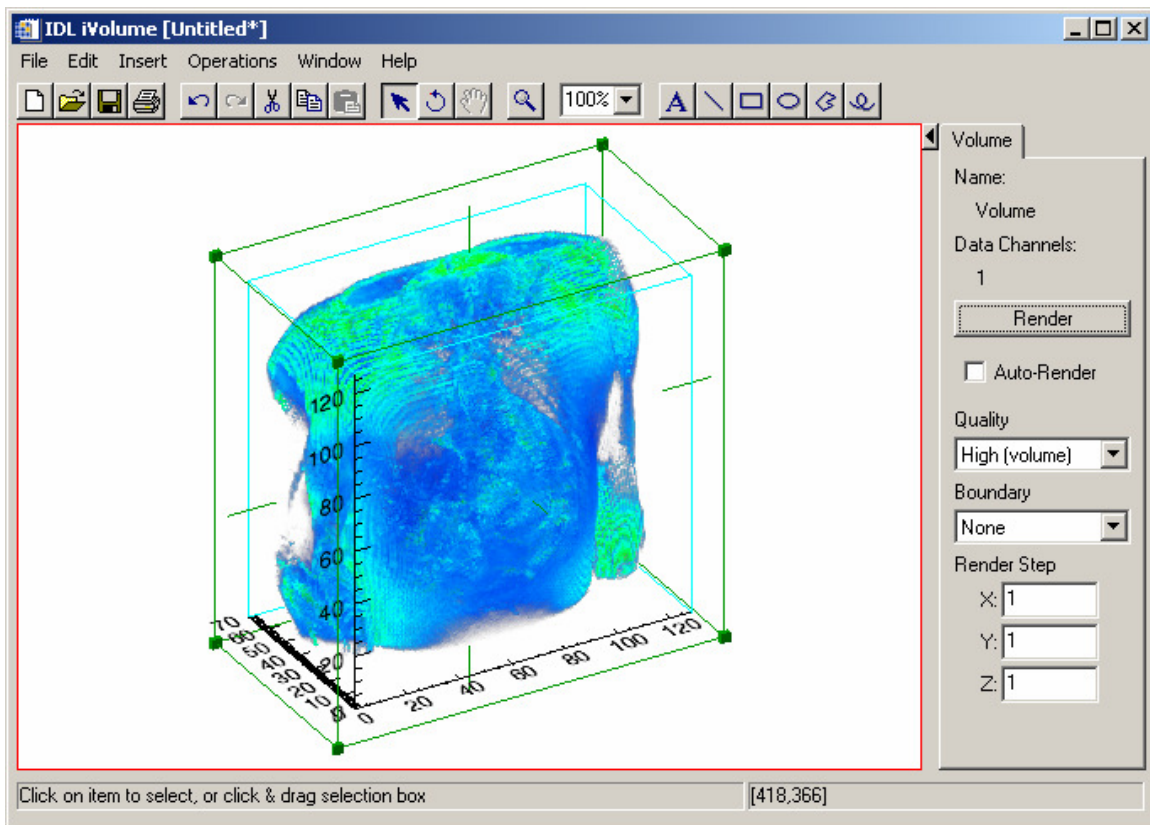 IDL iVolume [Untitled*]
File Edit Insert Operations Window Help
100%
A
Volume
Name:
Volume
Data Channels:
1
Render
Auto-Render
Quality
High (volume)
Boundary
None
Render Step
X: 1
Y: 1
Z: 1
120
100
80
60
40
20
70
60
50
40
30
20
10
0
0 20 40 60 80 100 120
Click on item to select, or click & drag selection box [418,366]